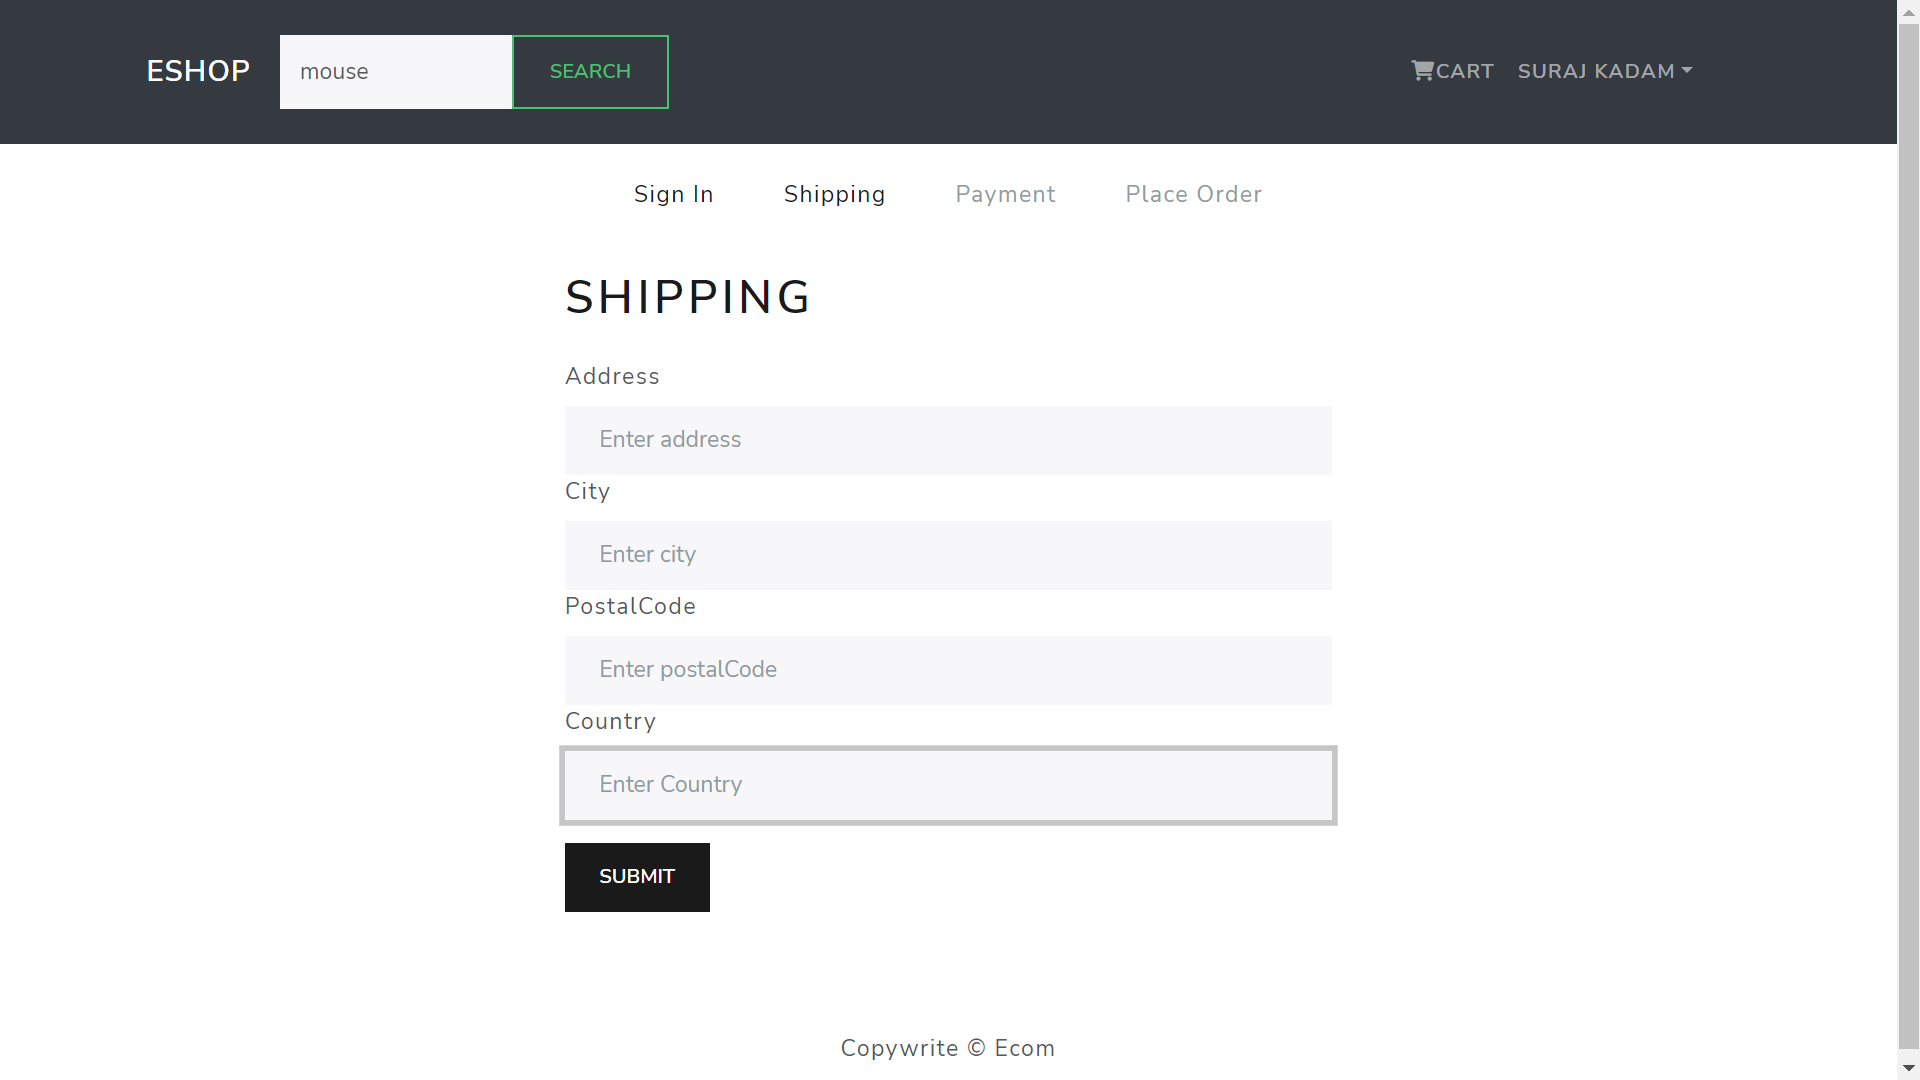 ESHOP mouse SEARCH CART SURAJ KADAM
Sign In Shipping Payment Place Order
SHIPPING
Address
Enter address
City
Enter city
PostalCode
Enter postalCode
Country
Enter Country
SUBMIT
Copywrite © Ecom